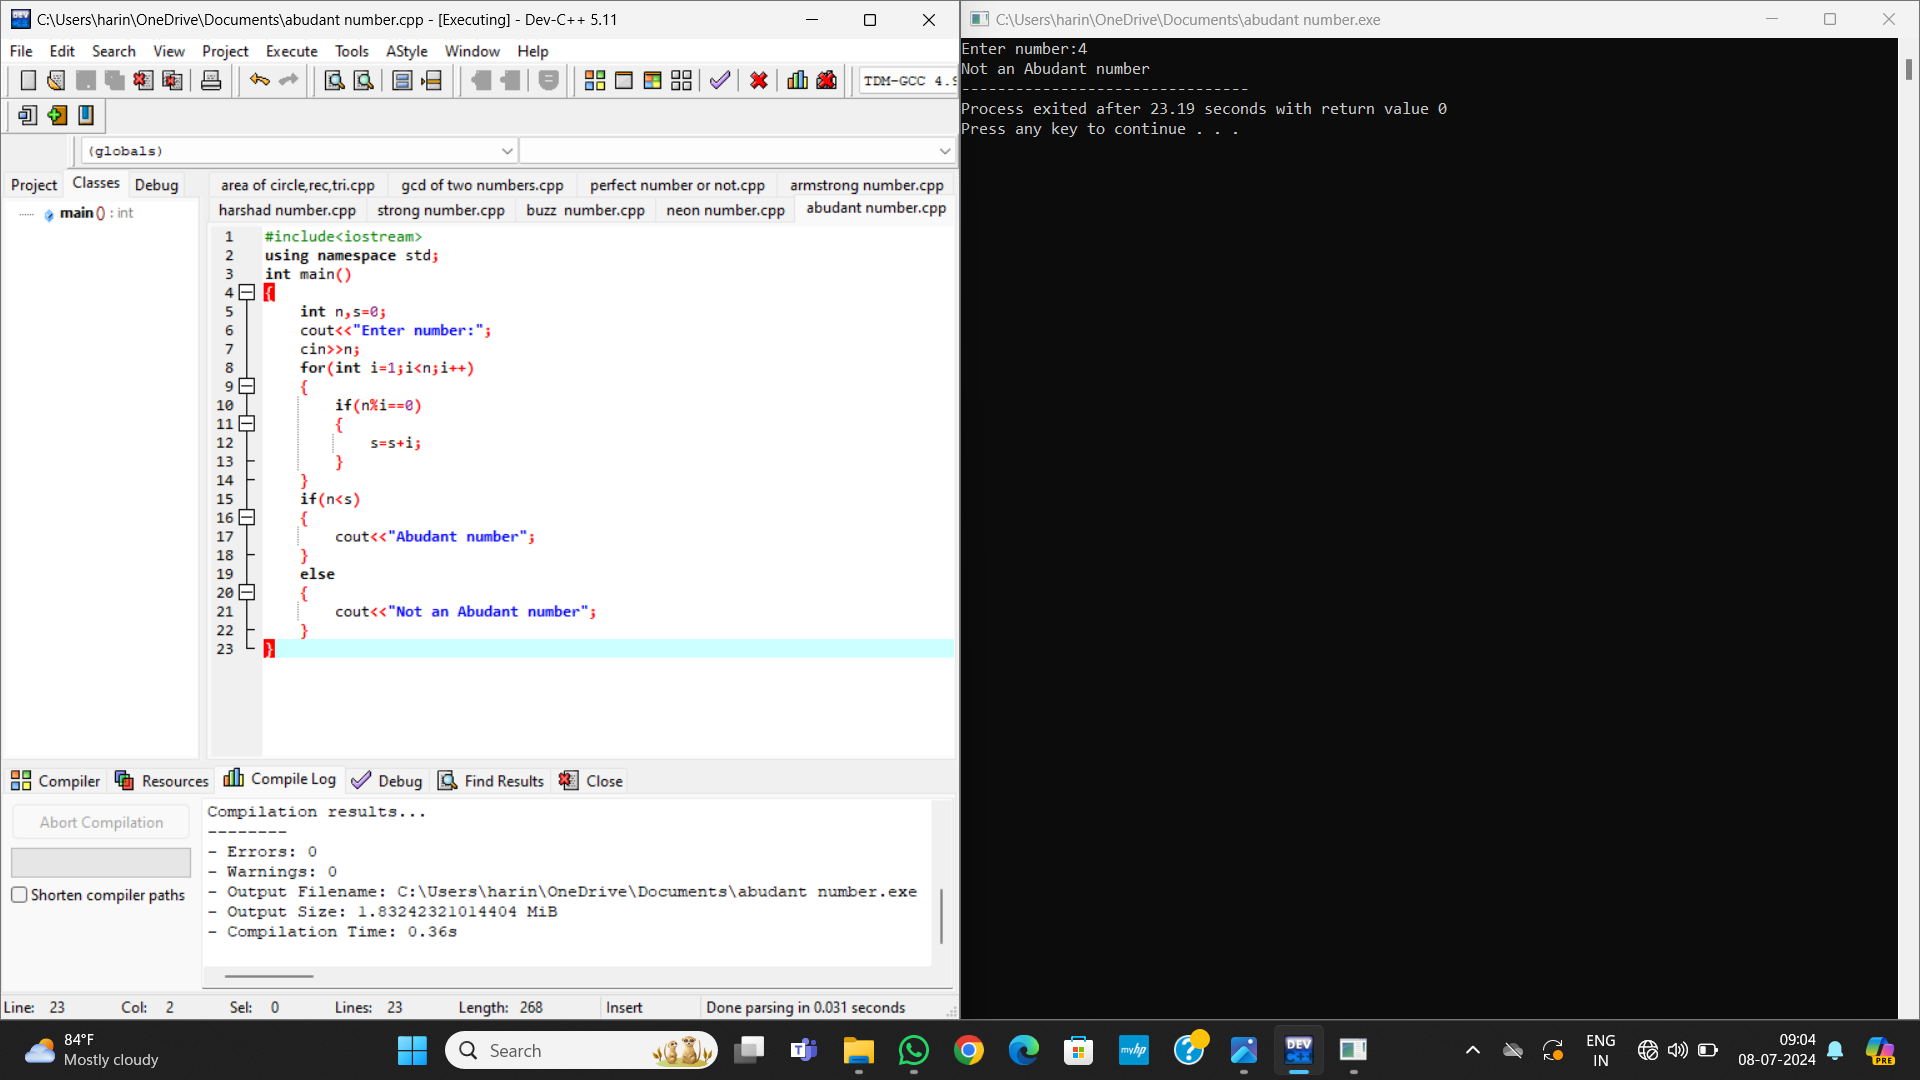 C:\Users\harin\OneDrive\Documents\abudant number.cpp - [Executing] - Dev-C++ 5.11
File Edit Search View Project Execute Tools AStyle Window Help
TDM-GCC 4.9
(globals)
Project Classes Debug
main () : int
area of circle,rec,tri.cpp gcd of two numbers.cpp perfect number or not.cpp armstrong number.cpp
harshad number.cpp strong number.cpp buzz  number.cpp neon number.cpp abudant number.cpp
1 #include<iostream>
2 using namespace std;
3 int main()
4 {
5 int n,s=0;
6 cout<<"Enter number:";
7 cin>>n;
8 for(int i=1;i<n;i++)
9 {
10 if(n%i==0)
11 {
12 s=s+i;
13 }
14 }
15 if(n<s)
16 {
17 cout<<"Abudant number";
18 }
19 else
20 {
21 cout<<"Not an Abudant number";
22 }
23 }
Compiler Resources Compile Log Debug Find Results Close
Abort Compilation
Shorten compiler paths
Compilation results...
--------
- Errors: 0
- Warnings: 0
- Output Filename: C:\Users\harin\OneDrive\Documents\abudant number.exe
- Output Size: 1.83242321014404 MiB
- Compilation Time: 0.36s
Line: 23 Col: 2 Sel: 0 Lines: 23 Length: 268 Insert Done parsing in 0.031 seconds
C:\Users\harin\OneDrive\Documents\abudant number.exe
Enter number:4
Not an Abudant number
--------------------------------
Process exited after 23.19 seconds with return value 0
Press any key to continue . . .
84°F
Mostly cloudy
Search
myhp
DEV
C++
ENG
IN
09:04
08-07-2024
PRE